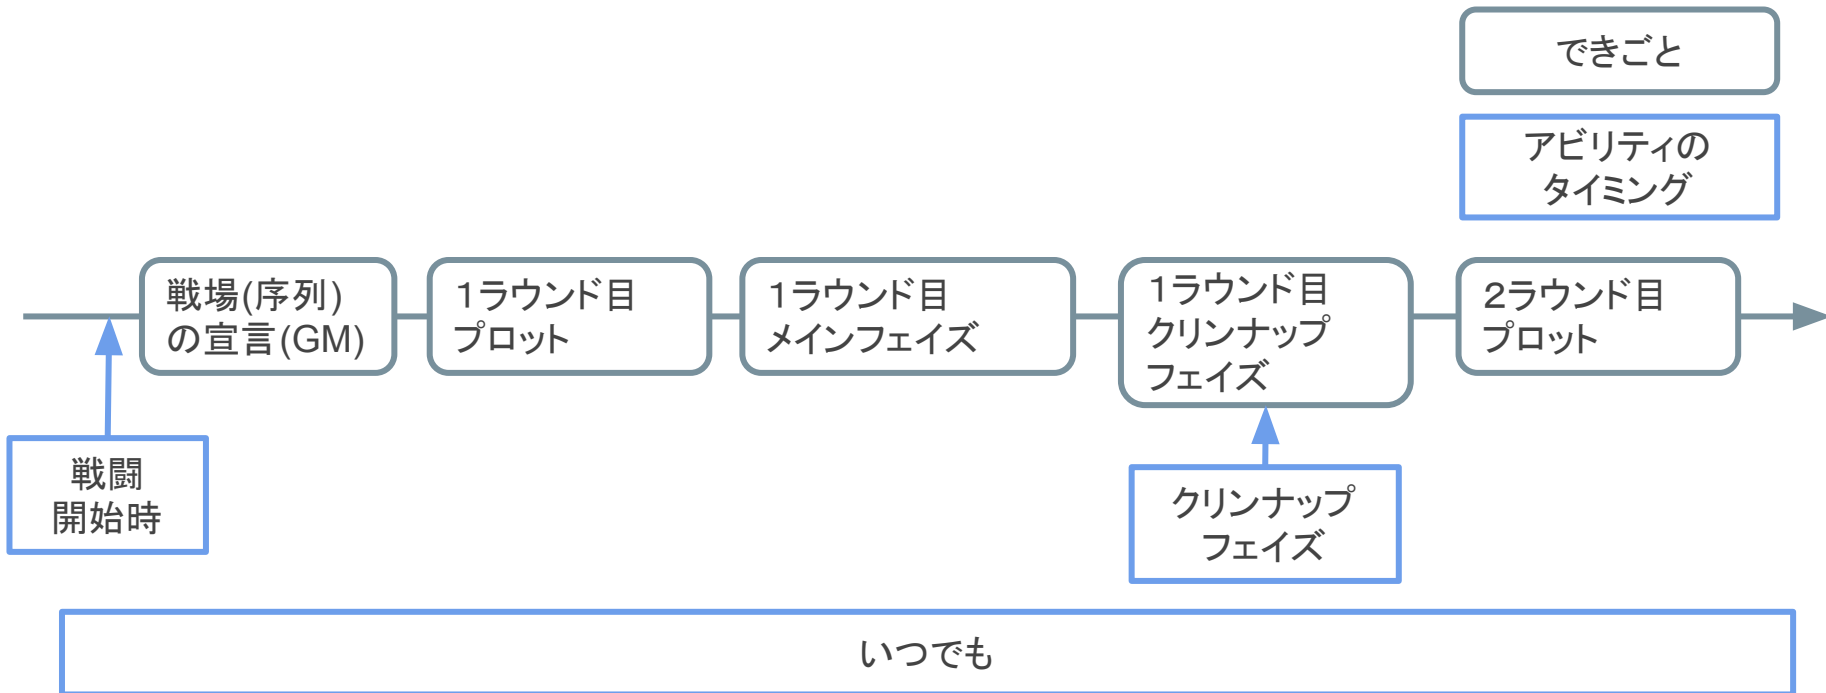 できごと
アビリティの
タイミング
戦場(序列)
の宣言(GM)
１ラウンド目
プロット
１ラウンド目
メインフェイズ
１ラウンド目
クリンナップ
フェイズ
２ラウンド目
プロット
戦闘
開始時
クリンナップ
フェイズ
いつでも